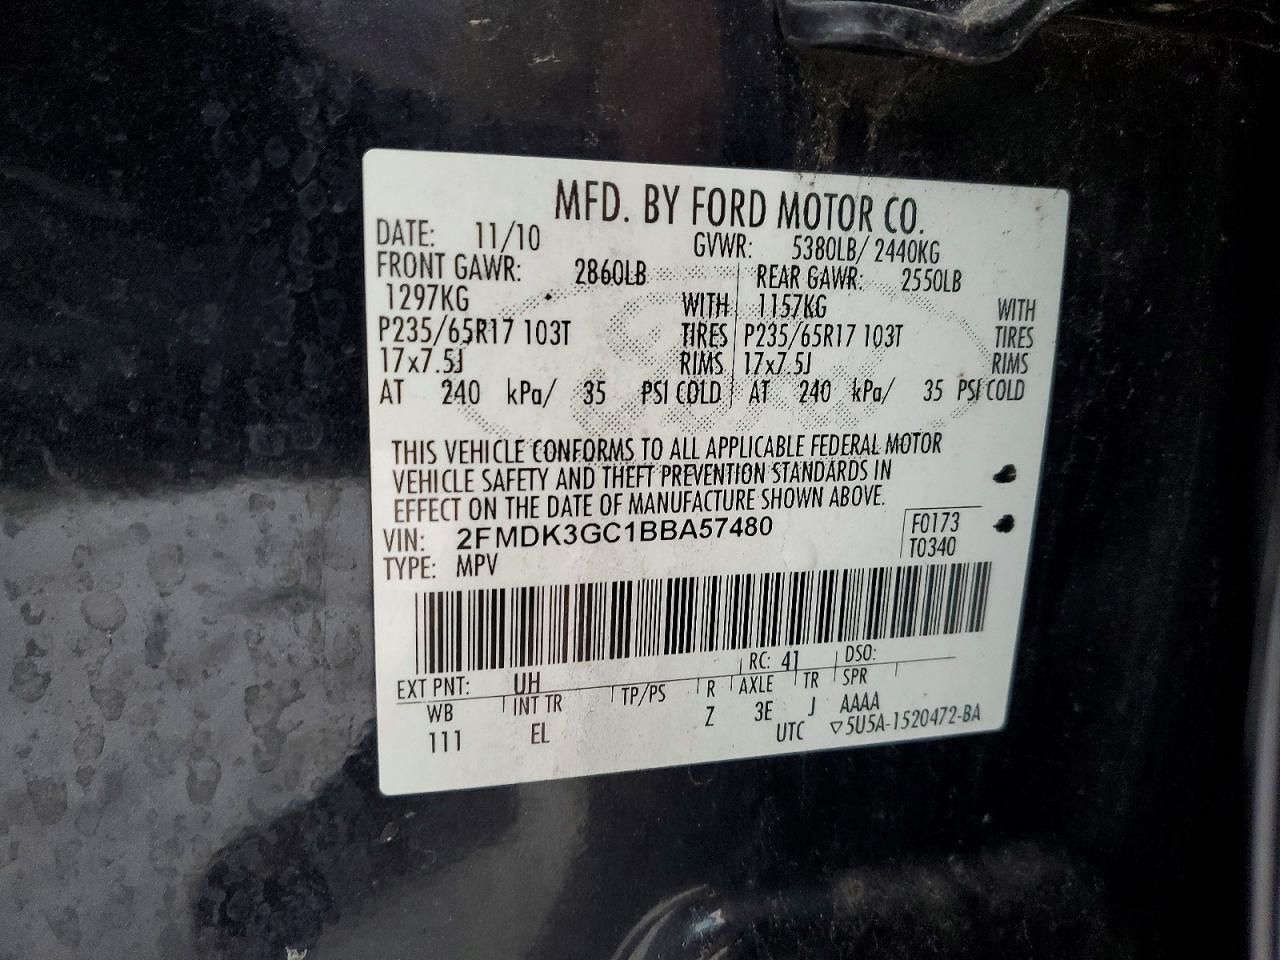 MFD. BY FORD MOTOR CO.
DATE: 11/10 GVWR: 5380LB/ 2440KG
FRONT GAWR: 2860LB REAR GAWR: 2550LB
1297KG WITH 1157KG WITH
P235/65R17 103T TIRES P235/65R17 103T TIRES
17x7.5J RIMS 17x7.5J RIMS
AT 240 kPa/ 35 PSI COLD AT 240 kPa/ 35 PSI COLD
THIS VEHICLE CONFORMS TO ALL APPLICABLE FEDERAL MOTOR
VEHICLE SAFETY AND THEFT PREVENTION STANDARDS IN
EFFECT ON THE DATE OF MANUFACTURE SHOWN ABOVE.
VIN: 2FMDK3GC1BBA57480 F0173
TYPE: MPV T0340
RC: 41 DSO:
EXT PNT: UH
WB INT TR TP/PS R AXLE TR SPR
111 EL Z 3E J AAAA
UTC ▽5U5A-1520472-BA